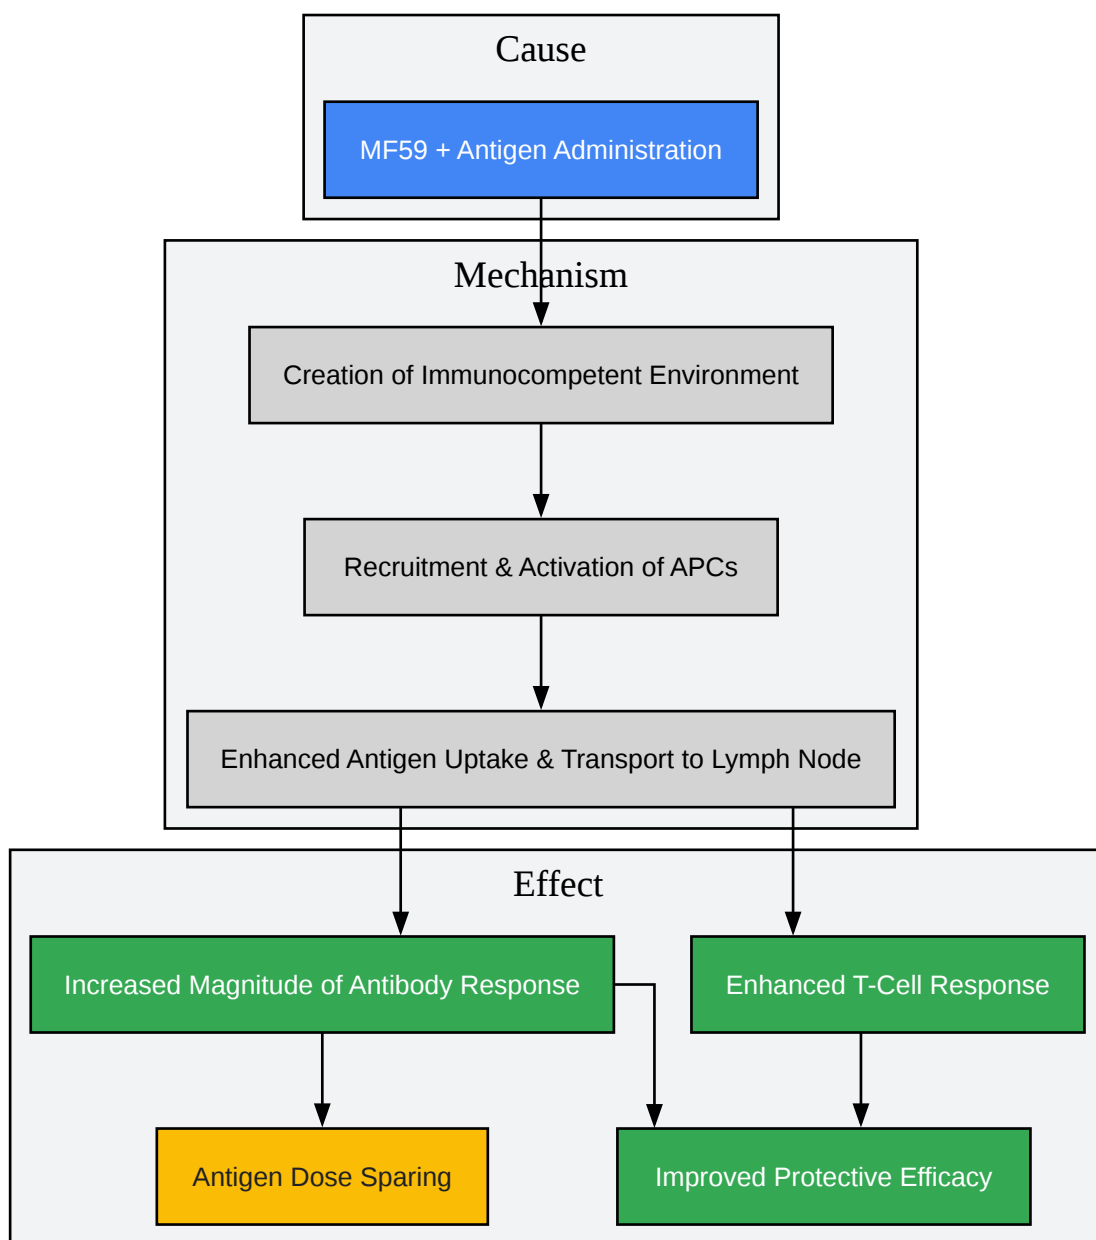 Cause
MF59 + Antigen Administration
Mechanism
Creation of Immunocompetent Environment
Recruitment & Activation of APCs
Enhanced Antigen Uptake & Transport to Lymph Node
Effect
Increased Magnitude of Antibody Response
Enhanced T-Cell Response
Antigen Dose Sparing
Improved Protective Efficacy